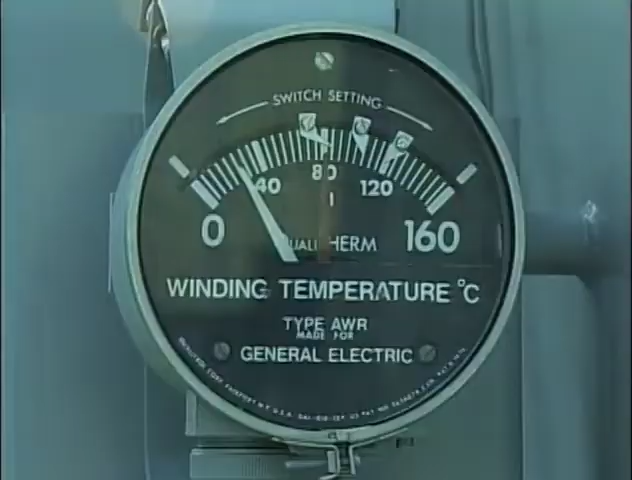 SWITCH SETTING
40 80 120
0 160
QUALITHERM
WINDING TEMPERATURE °C
TYPE AWR
MADE FOR
GENERAL ELECTRIC